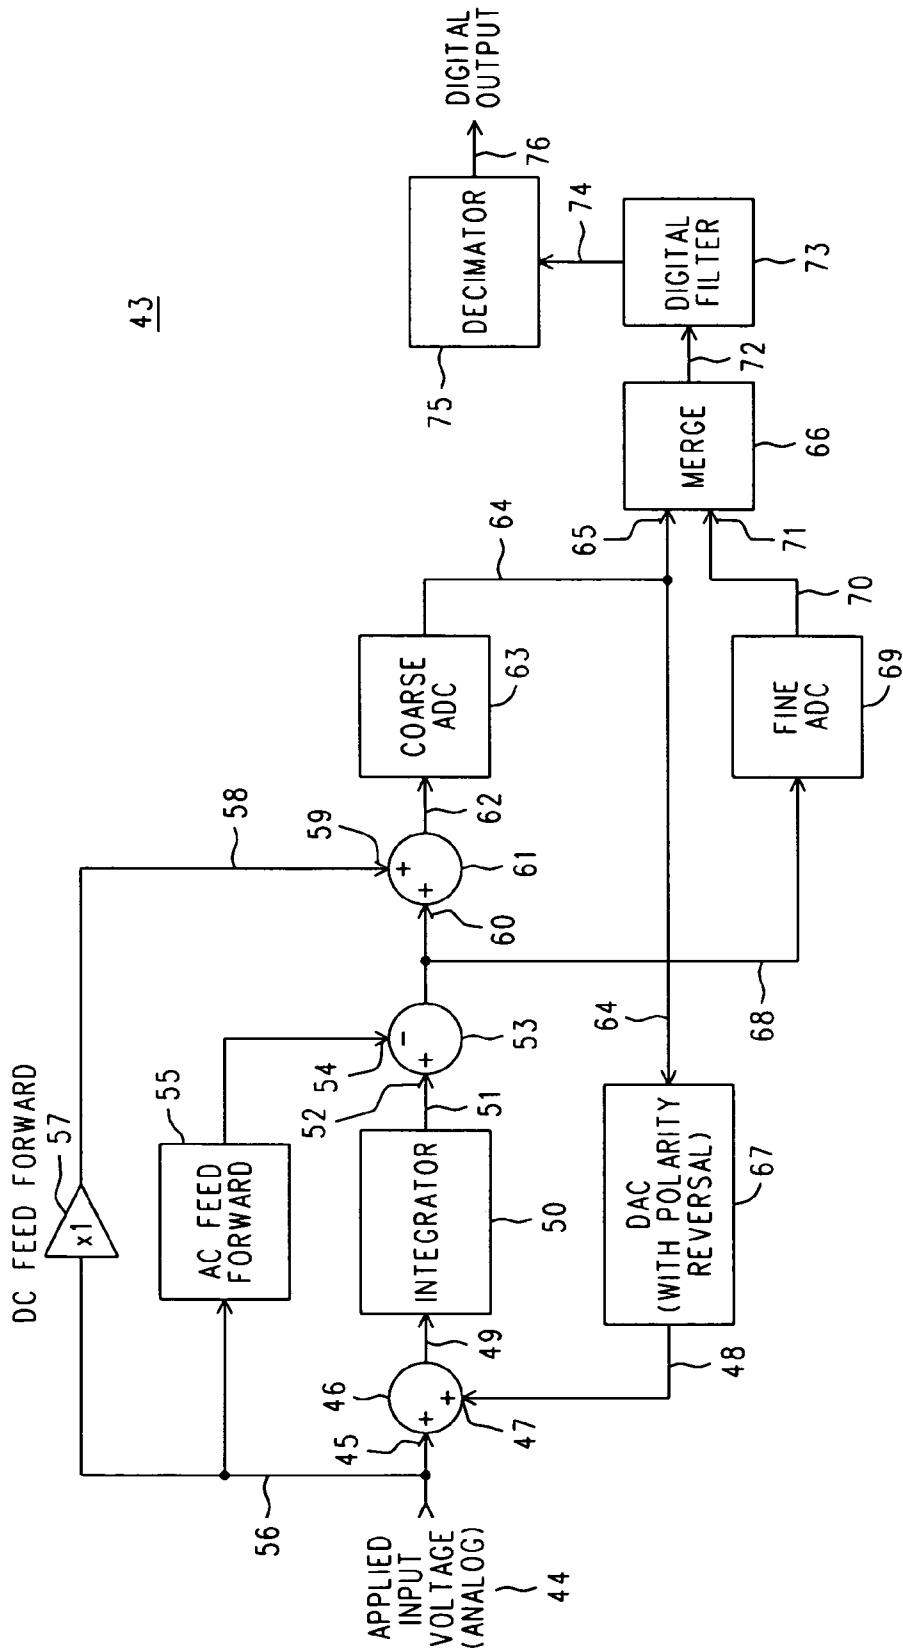 43
DC FEED FORWARD
57
x1
58
55
AC FEED
FORWARD
56
APPLIED
INPUT
VOLTAGE
(ANALOG)
44
45
+
46
+
47
48
49
INTEGRATOR
50
51
52
+
53
-
54
59
+
60
+
61
62
COARSE
ADC
63
64
64
DAC
(WITH POLARITY
REVERSAL)
67
68
FINE
ADC
69
70
65
71
MERGE
66
72
DIGITAL
FILTER
73
74
DECIMATOR
75
76
DIGITAL
OUTPUT